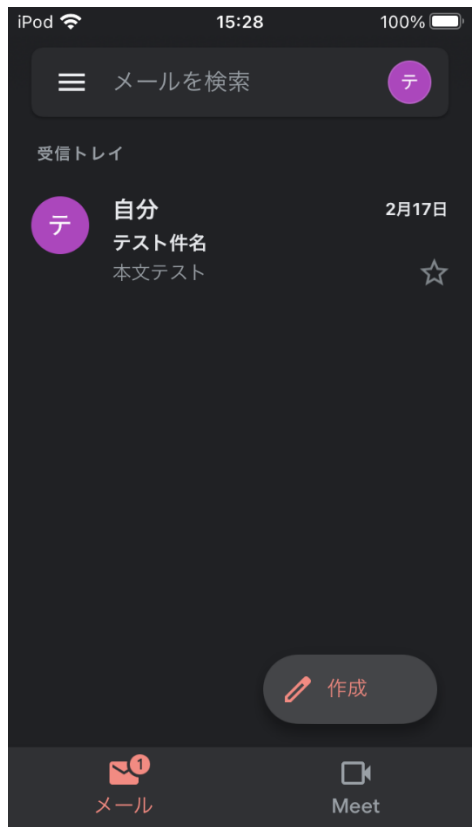 iPod 15:28 100%
メールを検索 テ
受信トレイ
テ 自分 2月17日
テスト件名
本文テスト
作成
1
メール Meet